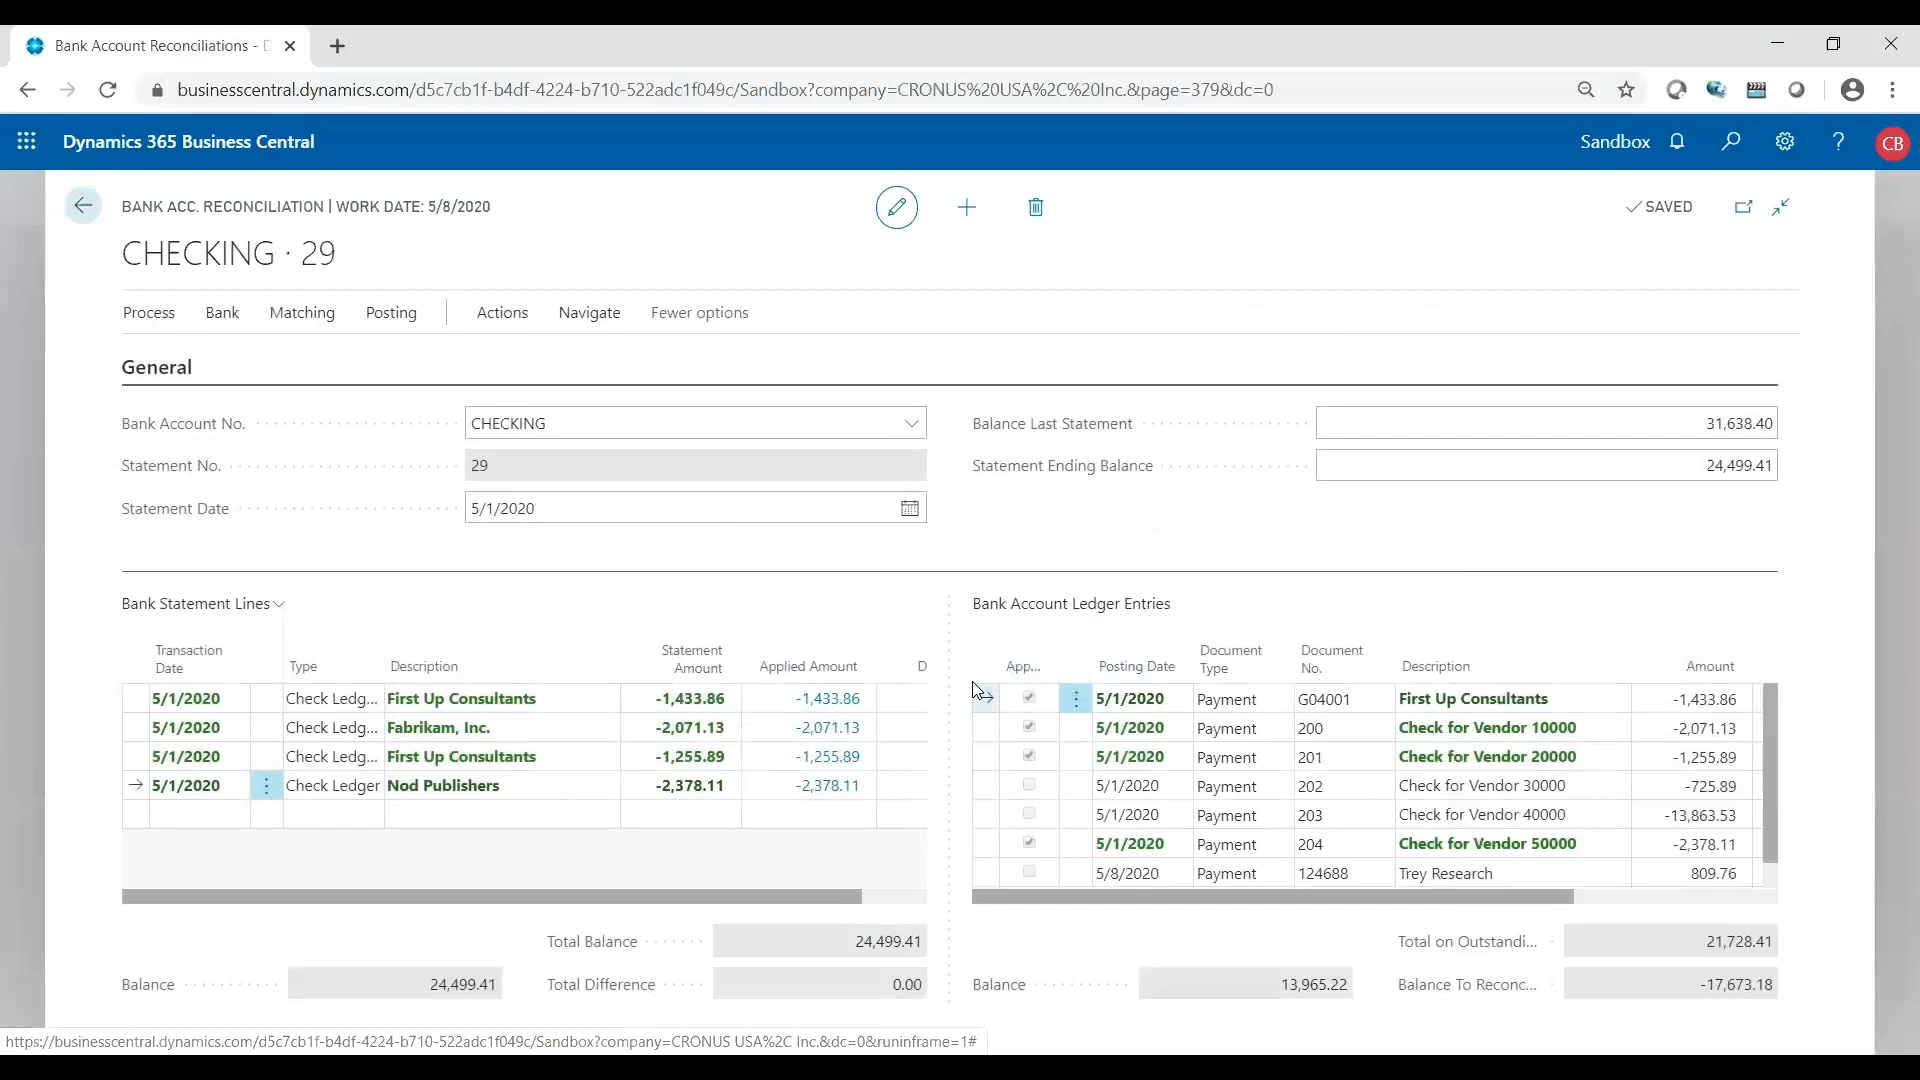 Bank Account Reconciliations - D
businesscentral.dynamics.com/d5c7cb1f-b4df-4224-b710-522adc1f049c/Sandbox?company=CRONUS%20USA%2C%20Inc.&page=379&dc=0
Dynamics 365 Business Central
Sandbox
?
CB
BANK ACC. RECONCILIATION | WORK DATE: 5/8/2020
SAVED
CHECKING · 29
Process Bank Matching Posting Actions Navigate Fewer options
General
Bank Account No. CHECKING Balance Last Statement 31,638.40
Statement No. 29 Statement Ending Balance 24,499.41
Statement Date 5/1/2020
Bank Statement Lines
Transaction Date Type Description Statement Amount Applied Amount D
5/1/2020 Check Ledg... First Up Consultants -1,433.86 -1,433.86
5/1/2020 Check Ledg... Fabrikam, Inc. -2,071.13 -2,071.13
5/1/2020 Check Ledg... First Up Consultants -1,255.89 -1,255.89
5/1/2020 Check Ledger Nod Publishers -2,378.11 -2,378.11
Total Balance 24,499.41
Balance 24,499.41 Total Difference 0.00
Bank Account Ledger Entries
App... Posting Date Document Type Document No. Description Amount
5/1/2020 Payment G04001 First Up Consultants -1,433.86
5/1/2020 Payment 200 Check for Vendor 10000 -2,071.13
5/1/2020 Payment 201 Check for Vendor 20000 -1,255.89
5/1/2020 Payment 202 Check for Vendor 30000 -725.89
5/1/2020 Payment 203 Check for Vendor 40000 -13,863.53
5/1/2020 Payment 204 Check for Vendor 50000 -2,378.11
5/8/2020 Payment 124688 Trey Research 809.76
Total on Outstandi... 21,728.41
Balance 13,965.22 Balance To Reconc... -17,673.18
https://businesscentral.dynamics.com/d5c7cb1f-b4df-4224-b710-522adc1f049c/Sandbox?company=CRONUS USA%2C Inc.&dc=0&runinframe=1#